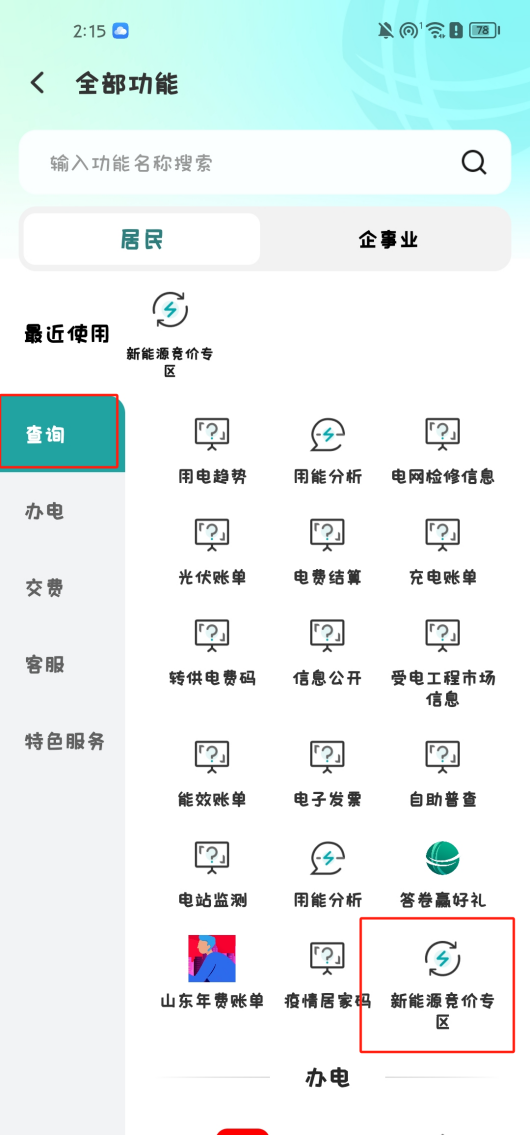 2:15
78
全部功能
输入功能名称搜索
居民
企事业
最近使用
新能源竞价专
区
查询
办电
交费
客服
特色服务
用电趋势
用能分析
电网检修信息
光伏账单
电费结算
充电账单
转供电费码
信息公开
受电工程市场
信息
能效账单
电子发票
自助普查
电站监测
用能分析
答卷赢好礼
山东年费账单
疫情居家码
新能源竞价专
区
办电